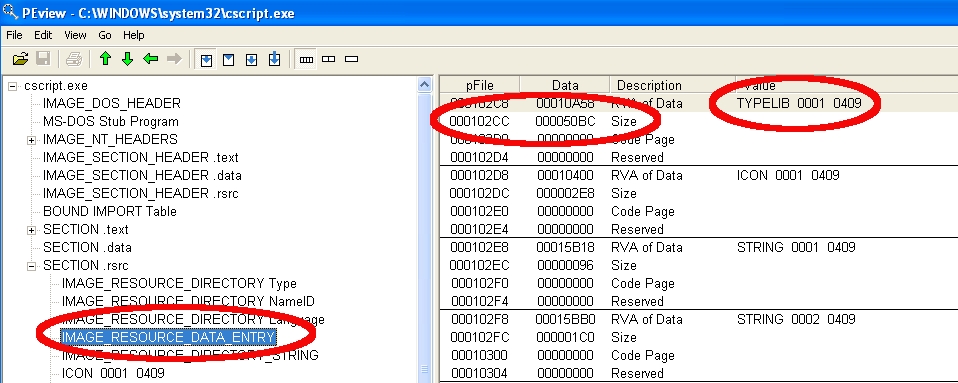 PEview - C:\WINDOWS\system32\cscript.exe
File Edit View Go Help
cscript.exe
IMAGE_DOS_HEADER
MS-DOS Stub Program
IMAGE_NT_HEADERS
IMAGE_SECTION_HEADER .text
IMAGE_SECTION_HEADER .data
IMAGE_SECTION_HEADER .rsrc
BOUND IMPORT Table
SECTION .text
SECTION .data
SECTION .rsrc
IMAGE_RESOURCE_DIRECTORY Type
IMAGE_RESOURCE_DIRECTORY NameID
IMAGE_RESOURCE_DIRECTORY Language
IMAGE_RESOURCE_DATA_ENTRY
IMAGE_RESOURCE_DIRECTORY_STRING
ICON 0001 0409
pFile Data Description Value
000102C8 00010A58 RVA of Data TYPELIB 0001 0409
000102CC 000050BC Size
000102D0 00000000 Code Page
000102D4 00000000 Reserved
000102D8 00010400 RVA of Data ICON 0001 0409
000102DC 000002E8 Size
000102E0 00000000 Code Page
000102E4 00000000 Reserved
000102E8 00015B18 RVA of Data STRING 0001 0409
000102EC 00000096 Size
000102F0 00000000 Code Page
000102F4 00000000 Reserved
000102F8 00015BB0 RVA of Data STRING 0002 0409
000102FC 000001C0 Size
00010300 00000000 Code Page
00010304 00000000 Reserved